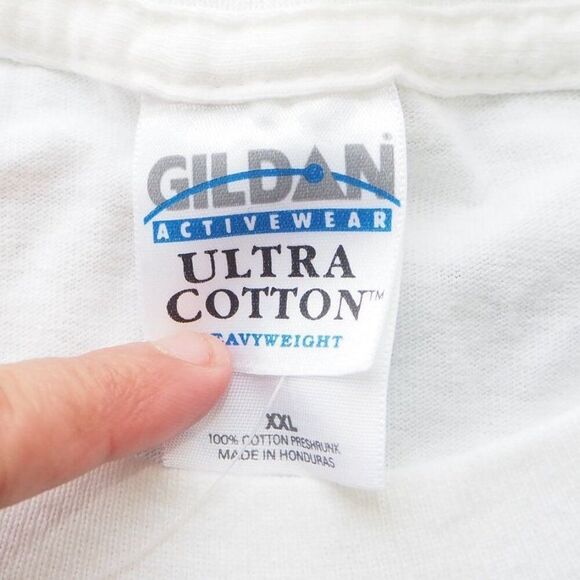 GILDAN®
ACTIVEWEAR
ULTRA
COTTON™
EAVYWEIGHT
XXL
100% COTTON PRESHRUNK
MADE IN HONDURAS